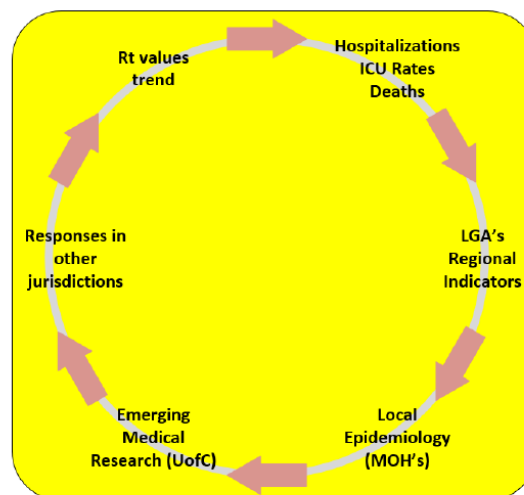 Rt values
trend
Hospitalizations
ICU Rates
Deaths
LGA's
Regional
Indicators
Local
Epidemiology
(MOH's)
Emerging
Medical
Research (UofC)
Responses in
other
jurisdictions